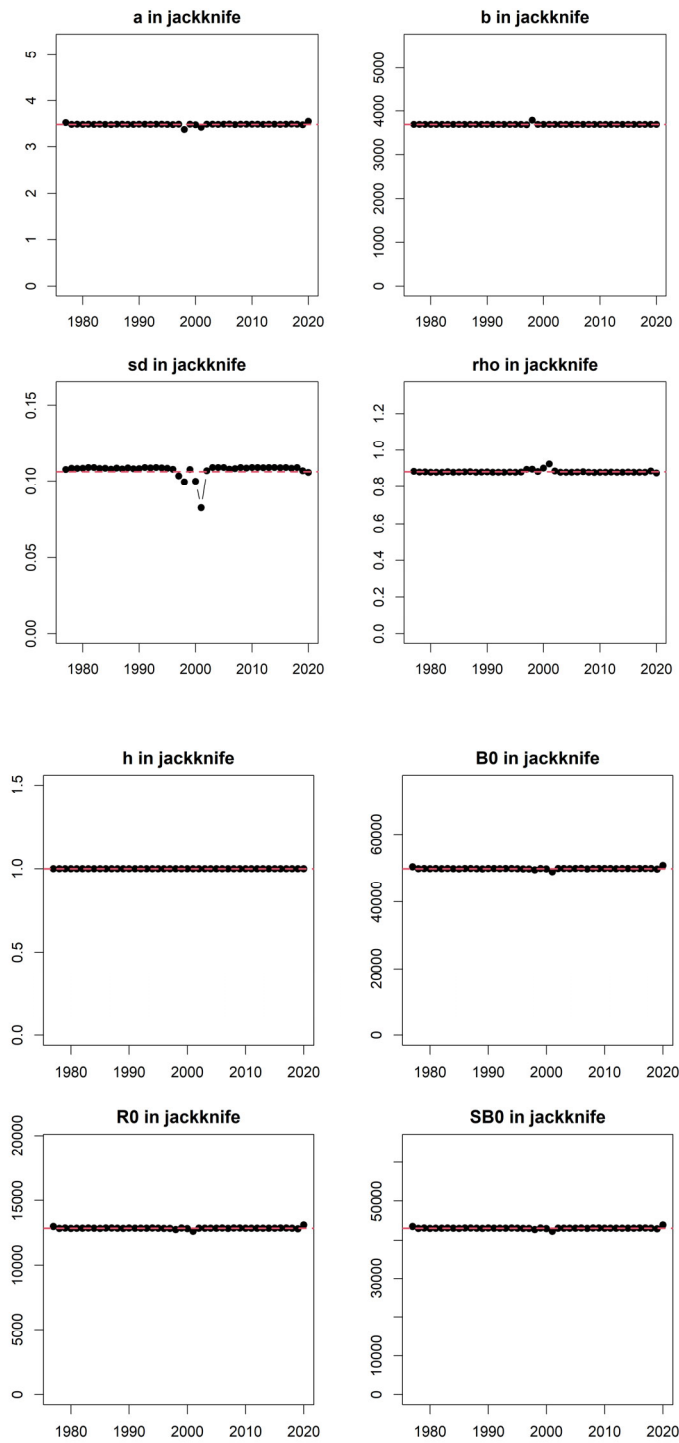 a in jackknife
0 1 2 3 4 5
1980 1990 2000 2010 2020
b in jackknife
0 1000 2000 3000 4000 5000
1980 1990 2000 2010 2020
sd in jackknife
0.00 0.05 0.10 0.15
1980 1990 2000 2010 2020
rho in jackknife
0.0 0.2 0.4 0.6 0.8 1.0 1.2
1980 1990 2000 2010 2020
h in jackknife
0.0 0.5 1.0 1.5
1980 1990 2000 2010 2020
B0 in jackknife
0 20000 40000 60000
1980 1990 2000 2010 2020
R0 in jackknife
0 5000 10000 15000 20000
1980 1990 2000 2010 2020
SB0 in jackknife
0 10000 30000 50000
1980 1990 2000 2010 2020